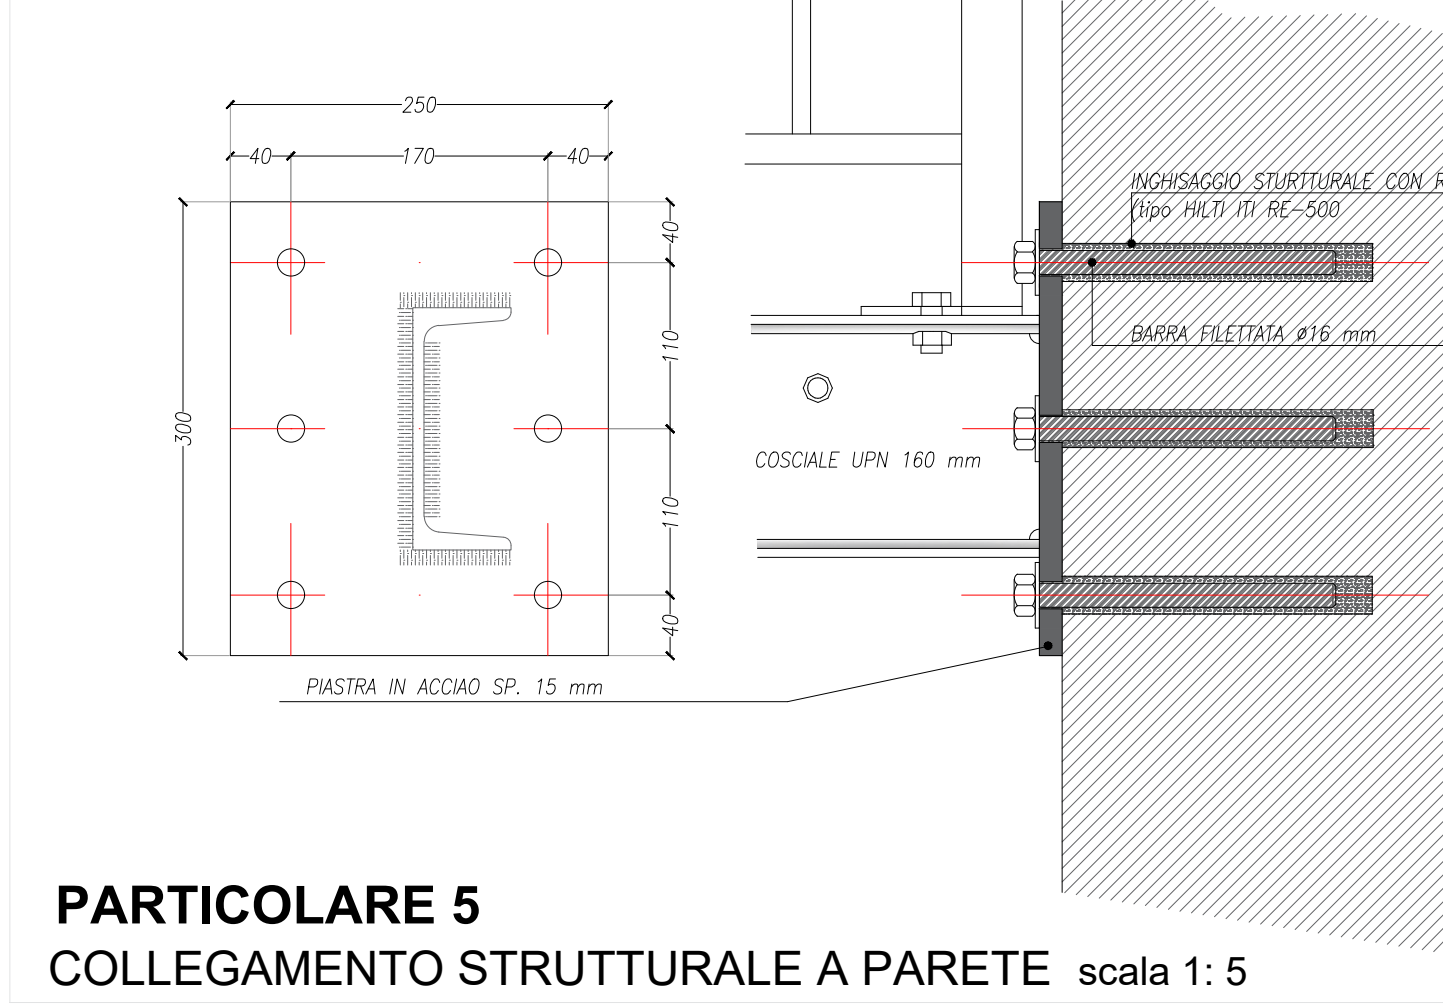 250
40 170 40
INGHISAGGIO STURTTURALE CON R
(tipo HILTI ITI RE-500
40
110
BARRA FILETTATA ø16 mm
300
COSCIALE UPN 160 mm
110
40
PIASTRA IN ACCIAO SP. 15 mm
PARTICOLARE 5
COLLEGAMENTO STRUTTURALE A PARETE scala 1: 5